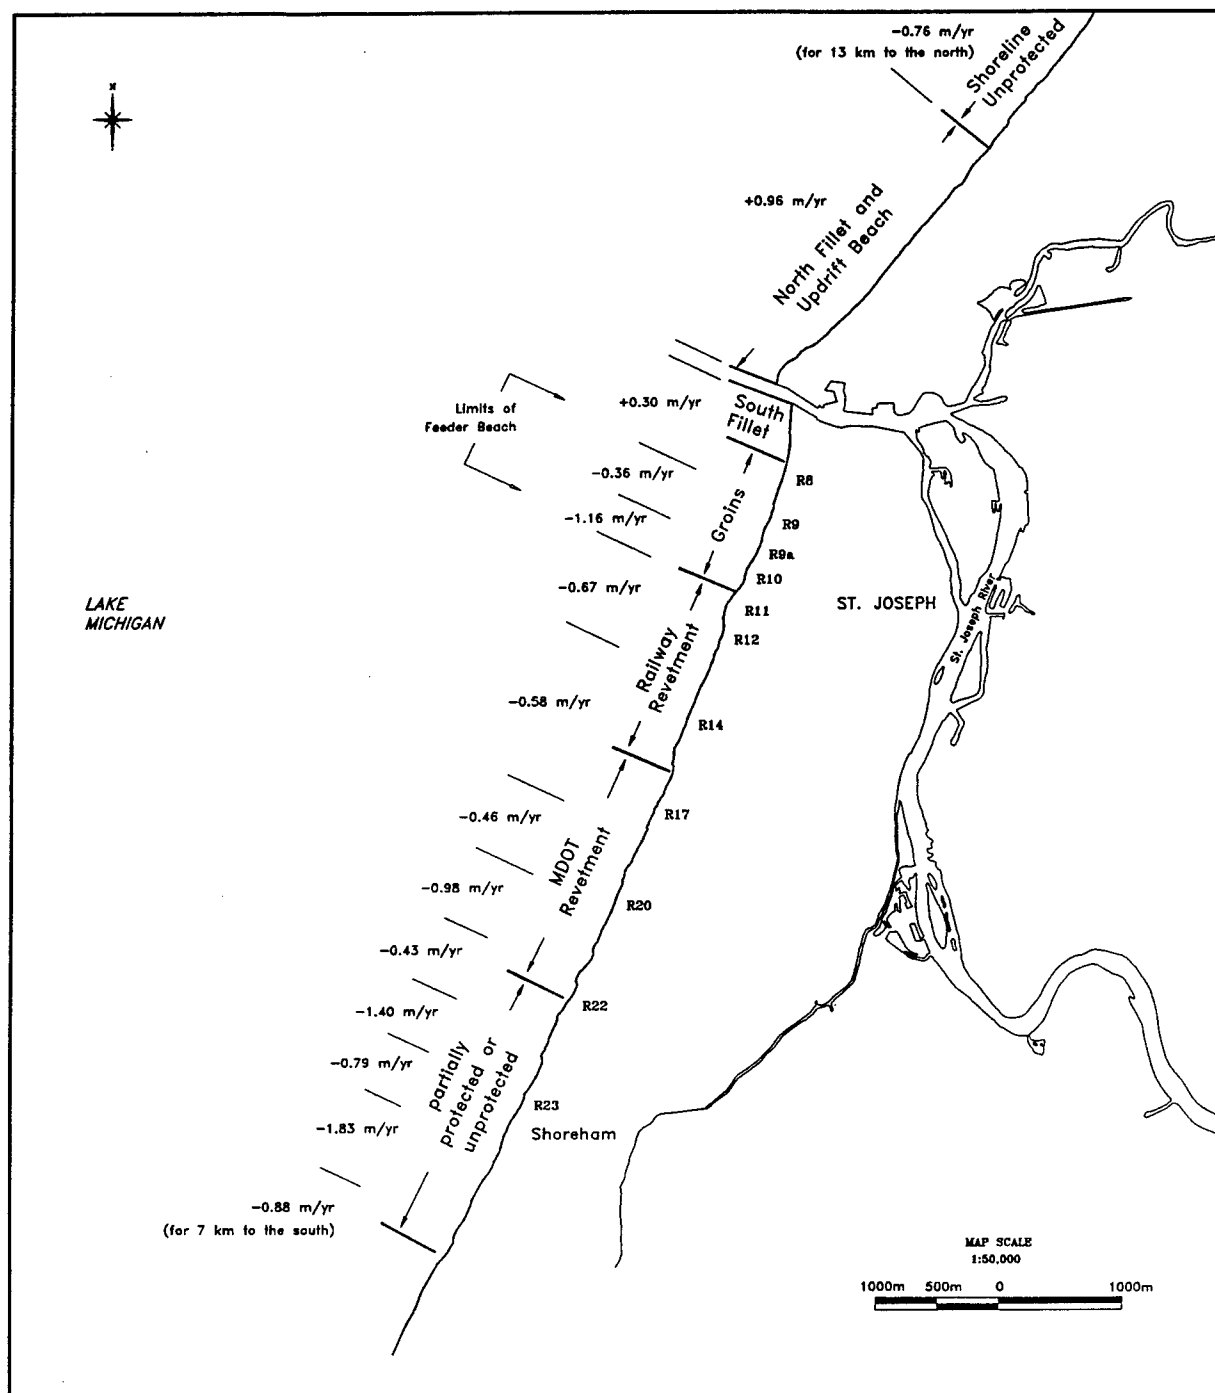 -0.76 m/yr
(for 13 km to the north)
Shoreline
Unprotected
N
+0.96 m/yr
North Fillet and
Updrift Beach
Limits of
Feeder Beach
+0.30 m/yr
South
Fillet
-0.36 m/yr
R8
-1.16 m/yr
Groins
R9
R9a
-0.67 m/yr
R10
LAKE
MICHIGAN
ST. JOSEPH
St. Joseph River
R11
R12
Railway
Revetment
-0.58 m/yr
R14
-0.46 m/yr
R17
MDOT
Revetment
-0.98 m/yr
R20
-0.43 m/yr
R22
-1.40 m/yr
-0.79 m/yr
partially
protected or
unprotected
R23
-1.83 m/yr
Shoreham
-0.88 m/yr
(for 7 km to the south)
MAP SCALE
1:50,000
1000m 500m 0 1000m